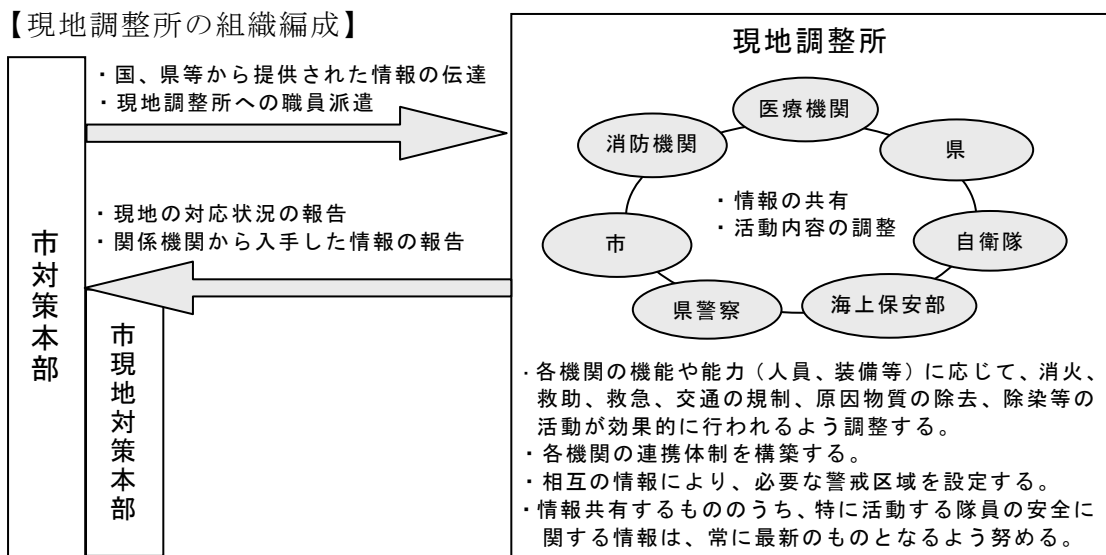 【現地調整所の組織編成】
市対策本部
市現地対策本部
・国、県等から提供された情報の伝達
・現地調整所への職員派遣
・現地の対応状況の報告
・関係機関から入手した情報の報告
現地調整所
医療機関
消防機関
県
市
自衛隊
県警察
海上保安部
・情報の共有
・活動内容の調整
・各機関の機能や能力（人員、装備等）に応じて、消火、
救助、救急、交通の規制、原因物質の除去、除染等の
活動が効果的に行われるよう調整する。
・各機関の連携体制を構築する。
・相互の情報により、必要な警戒区域を設定する。
・情報共有するもののうち、特に活動する隊員の安全に
関する情報は、常に最新のものとなるよう努める。